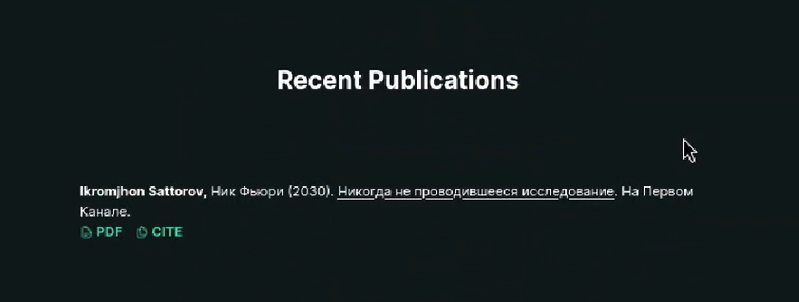 Recent Publications
Ikromjhon Sattorov, Ник Фьюри (2030). Никогда не проводившееся исследование. На Первом
Канале.
PDF CITE